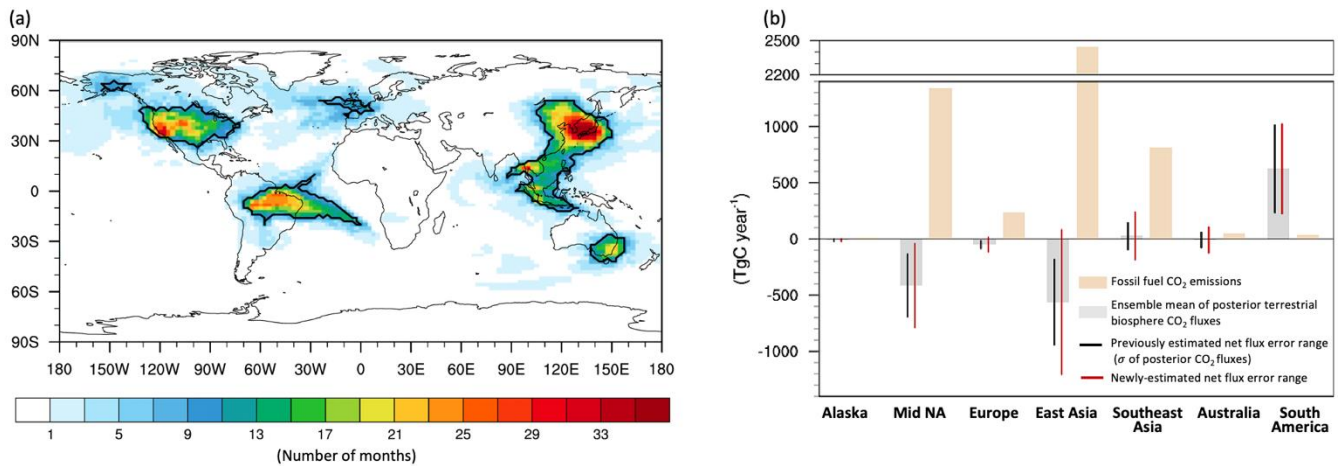 (a)
90N
60N
30N
0
30S
60S
90S
180 150W 120W 90W 60W 30W 0 30E 60E 90E 120E 150E 180
1 5 9 13 17 21 25 29 33
(Number of months)
(b)
2500
2200
1000
500
0
-500
-1000
(TgC year⁻¹)
Fossil fuel CO₂ emissions
Ensemble mean of posterior terrestrial
biosphere CO₂ fluxes
Previously estimated net flux error range
(σ of posterior CO₂ fluxes)
Newly-estimated net flux error range
Alaska Mid NA Europe East Asia Southeast Australia South
Asia America